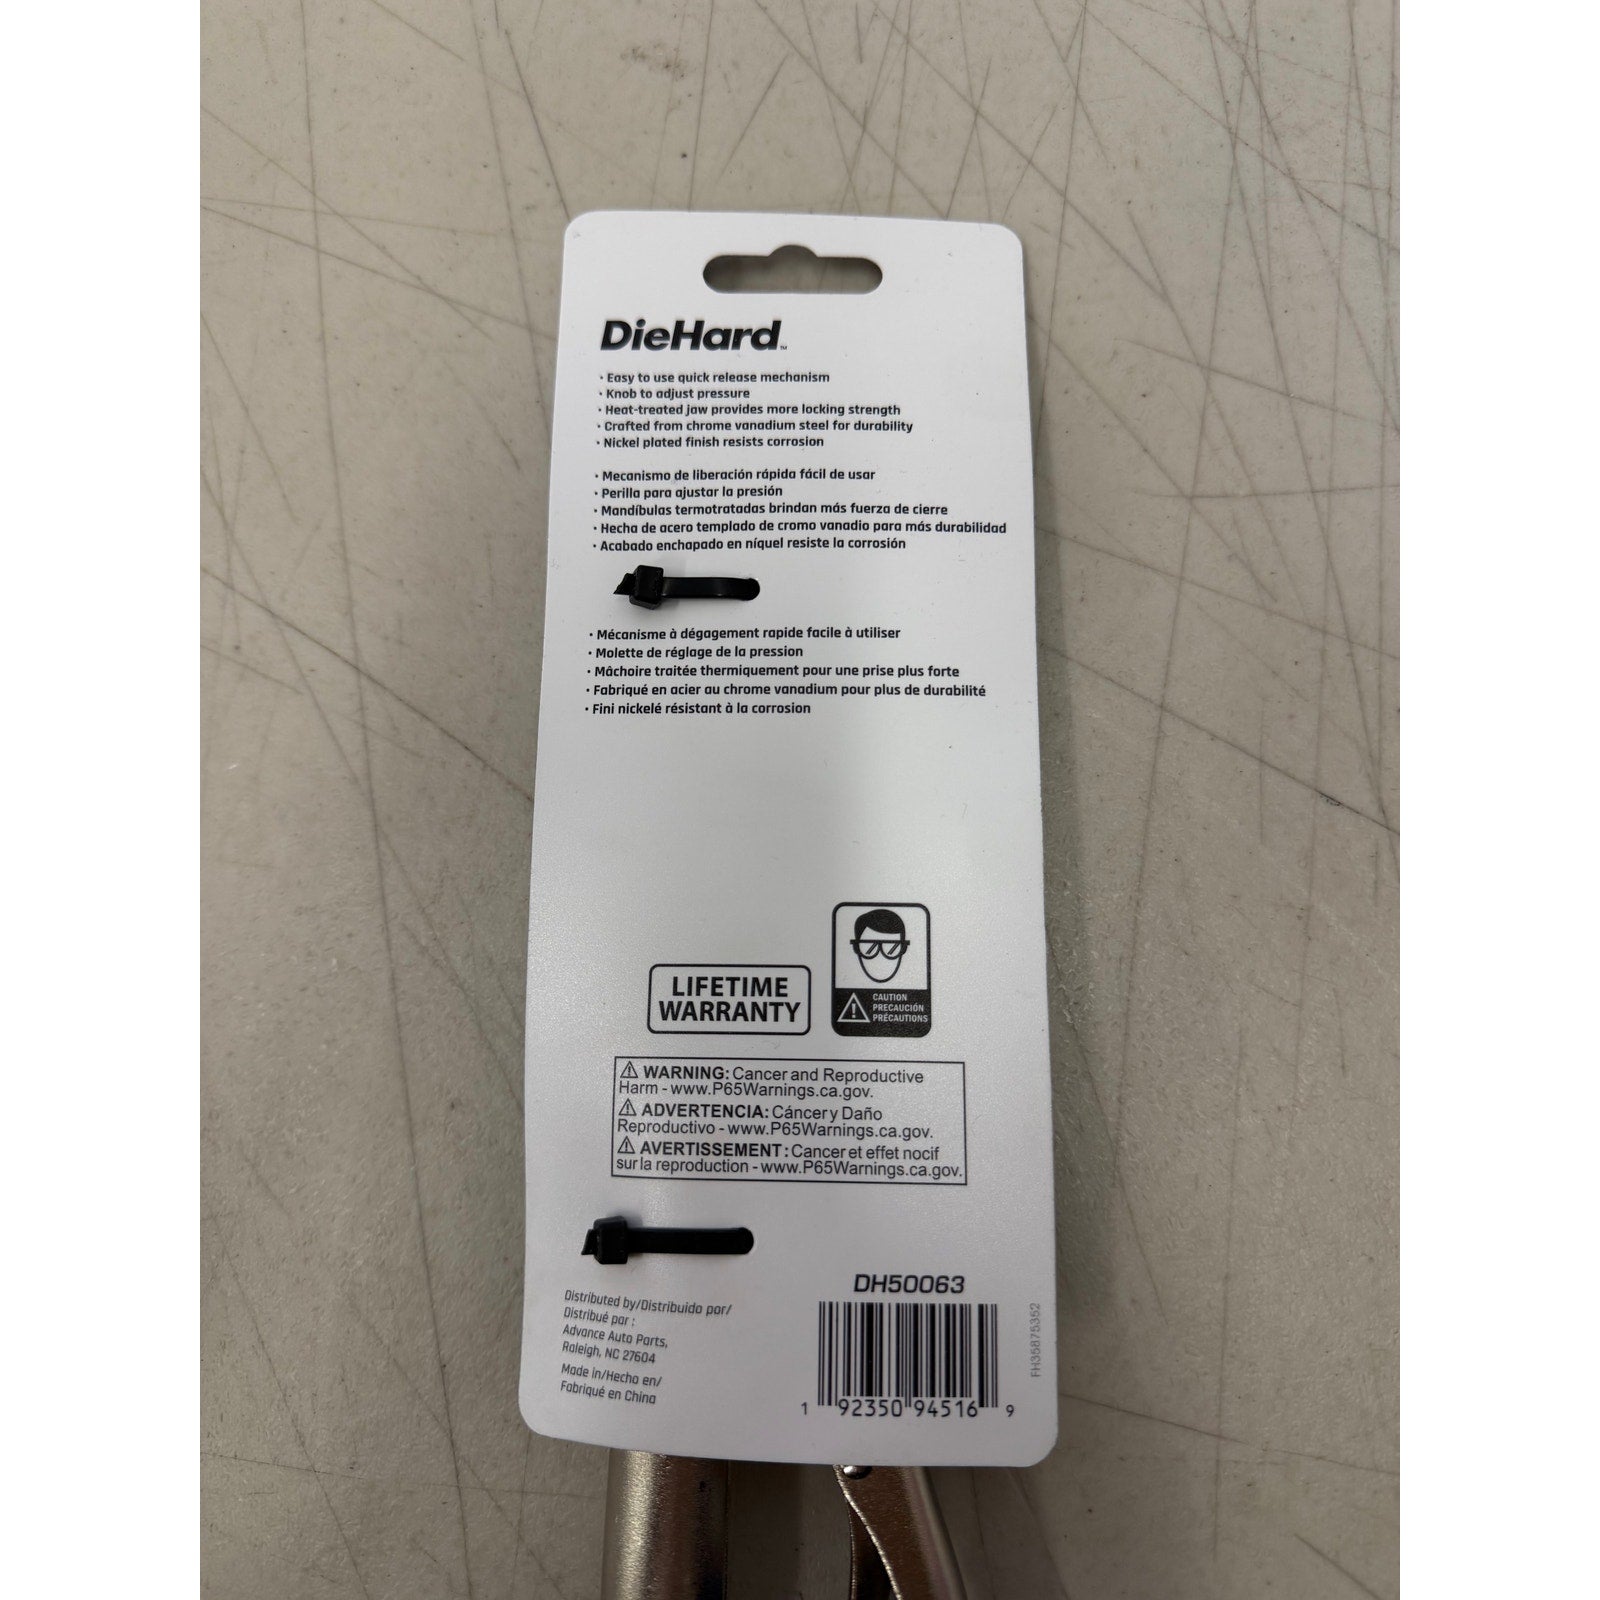 DieHard™
· Easy to use quick release mechanism
· Knob to adjust pressure
· Heat-treated jaw provides more locking strength
· Crafted from chrome vanadium steel for durability
· Nickel plated finish resists corrosion
· Mecanismo de liberación rápida fácil de usar
· Perilla para ajustar la presión
· Mandíbulas termotratadas brindan más fuerza de cierre
· Hecha de acero templado de cromo vanadio para más durabilidad
· Acabado enchapado en níquel resiste la corrosión
· Mécanisme à dégagement rapide facile à utiliser
· Molette de réglage de la pression
· Mâchoire traitée thermiquement pour une prise plus forte
· Fabriqué en acier au chrome vanadium pour plus de durabilité
· Fini nickelé résistant à la corrosion
LIFETIME
WARRANTY
CAUTION
PRECAUCIÓN
PRÉCAUTIONS
⚠ WARNING: Cancer and Reproductive
Harm - www.P65Warnings.ca.gov.
⚠ ADVERTENCIA: Cáncer y Daño
Reproductivo - www.P65Warnings.ca.gov.
⚠ AVERTISSEMENT : Cancer et effet nocif
sur la reproduction - www.P65Warnings.ca.gov.
Distributed by/Distribuido por/
Distribué par :
Advance Auto Parts,
Raleigh, NC 27604
Made in/Hecho en/
Fabriqué en China
DH50063
1 92350 94516 9
FH35875352